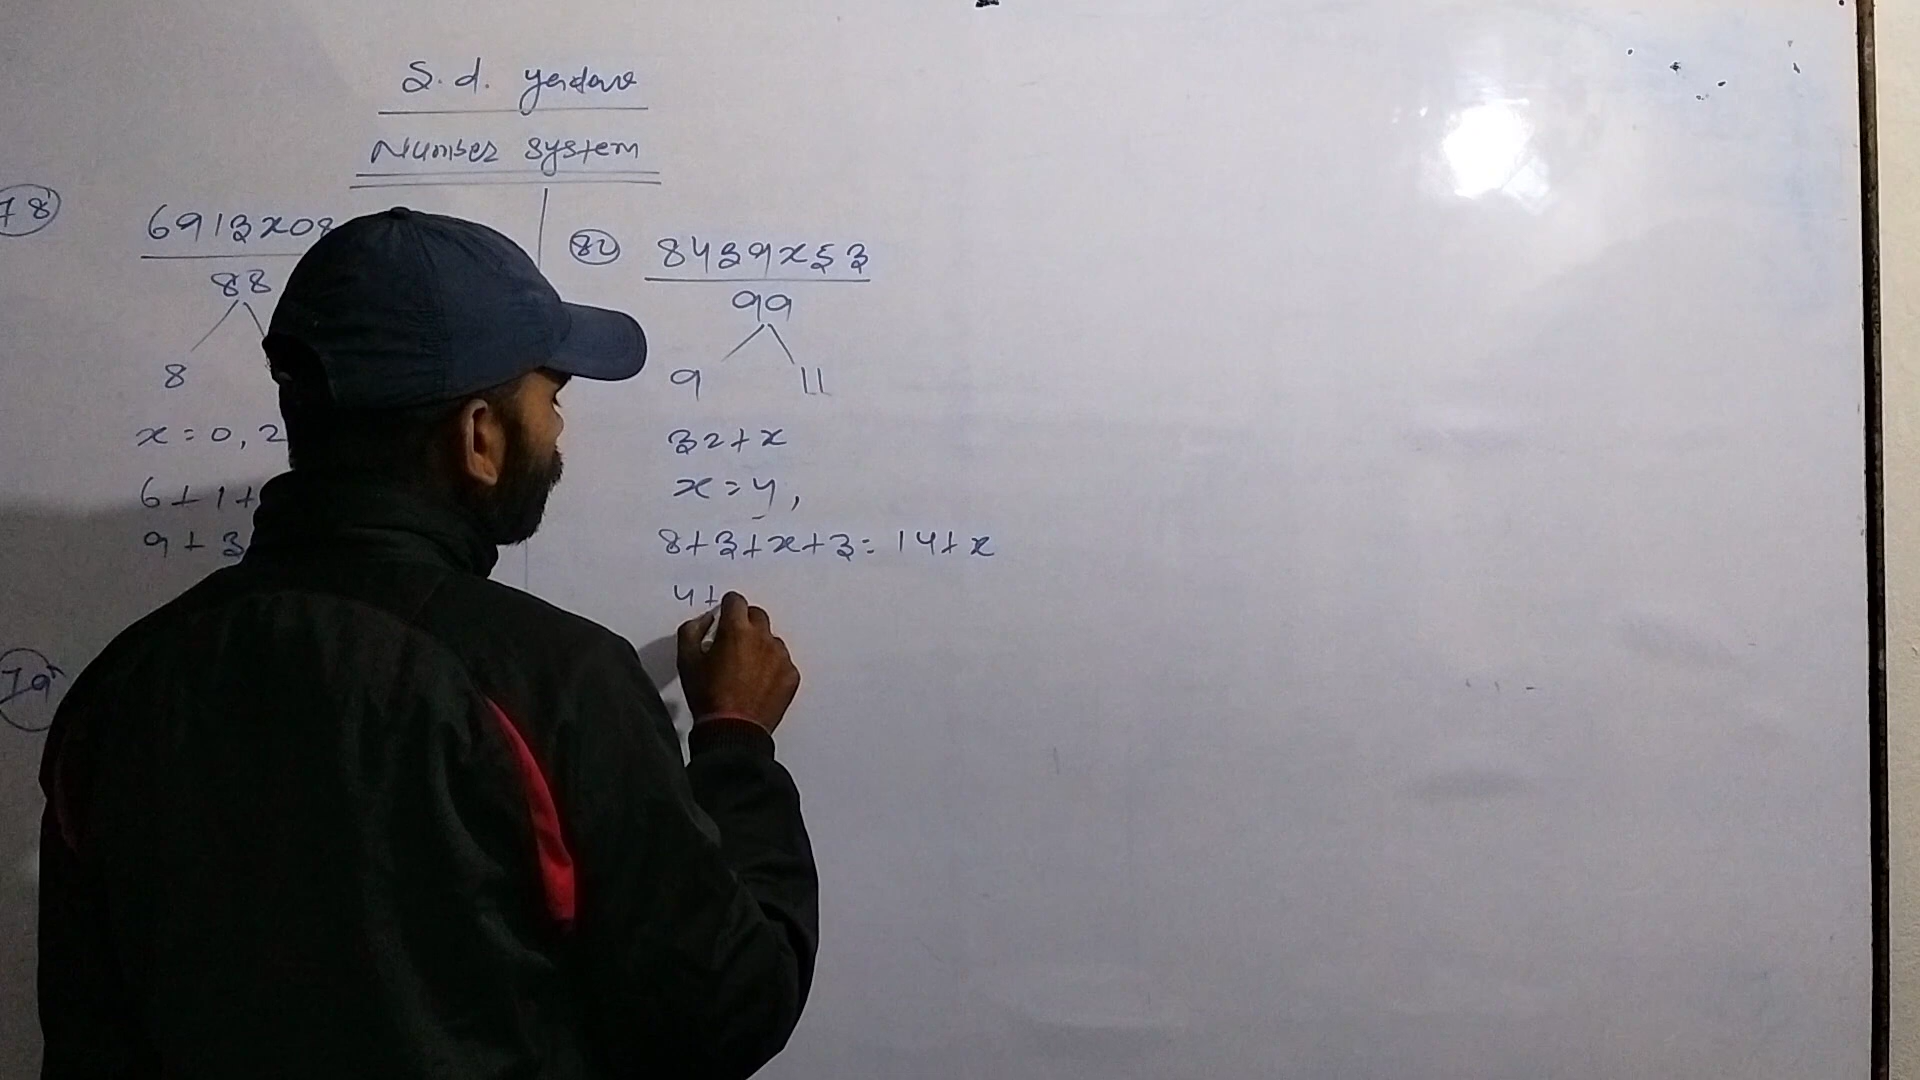 S. d. yadav
Number system
78
6913x08
88
8
x = 0, 2
6 + 1 +
9 + 3
79
82
8439x53
99
9 11
32 + x
x = 4,
8+3+x+3 = 14+x
4 +